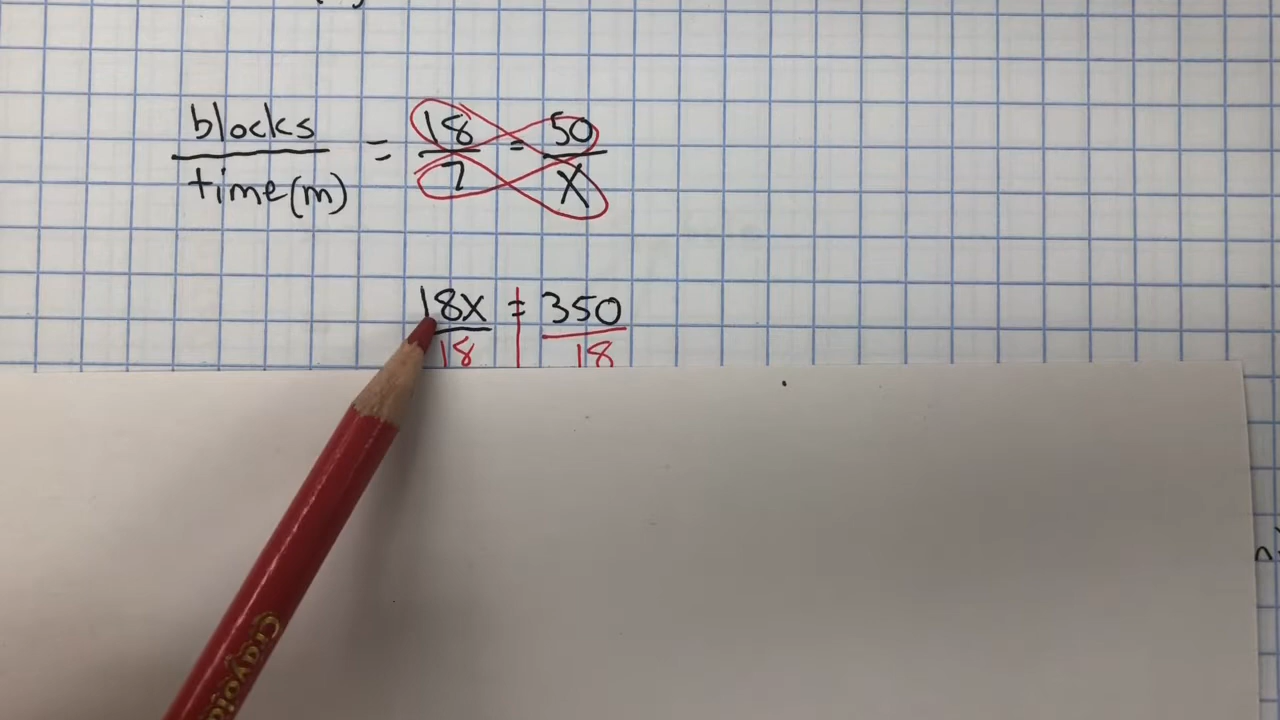 blocks = 18 = 50
time(m) 7 X
18x = 350
18 18
Crayola